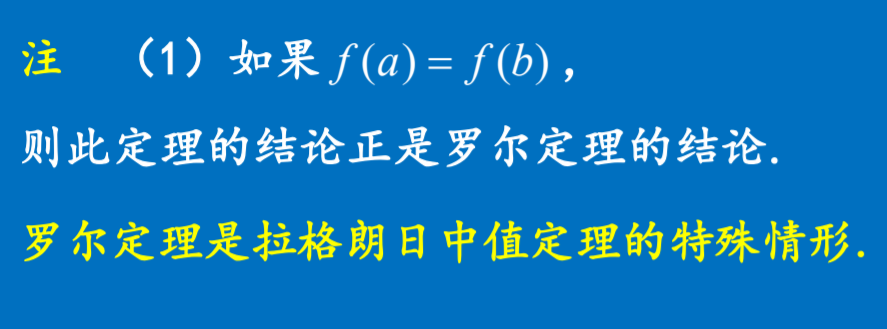 注 （1）如果 f(a) = f(b)，
则此定理的结论正是罗尔定理的结论.
罗尔定理是拉格朗日中值定理的特殊情形.